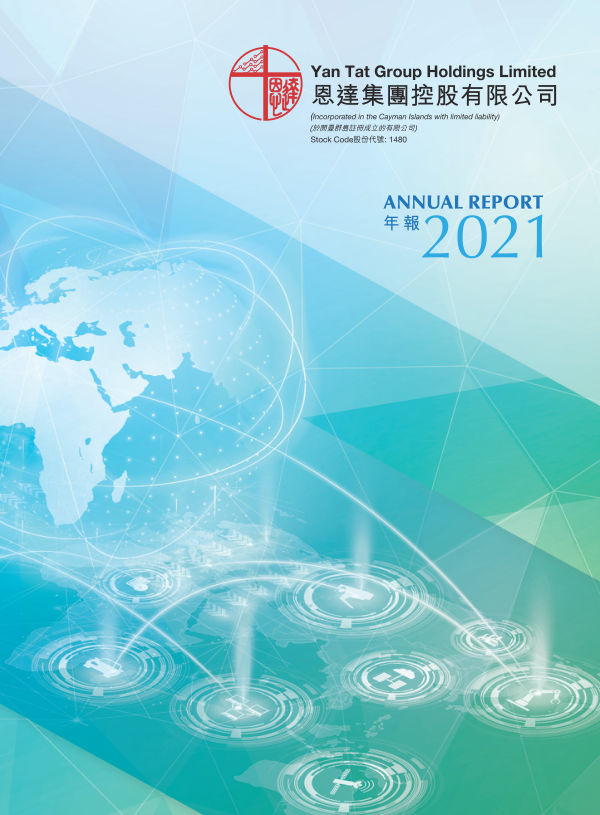 恩達
Yan Tat Group Holdings Limited
恩達集團控股有限公司
(Incorporated in the Cayman Islands with limited liability)
(於開曼群島註冊成立的有限公司)
Stock Code股份代號: 1480
ANNUAL REPORT
年報 2021